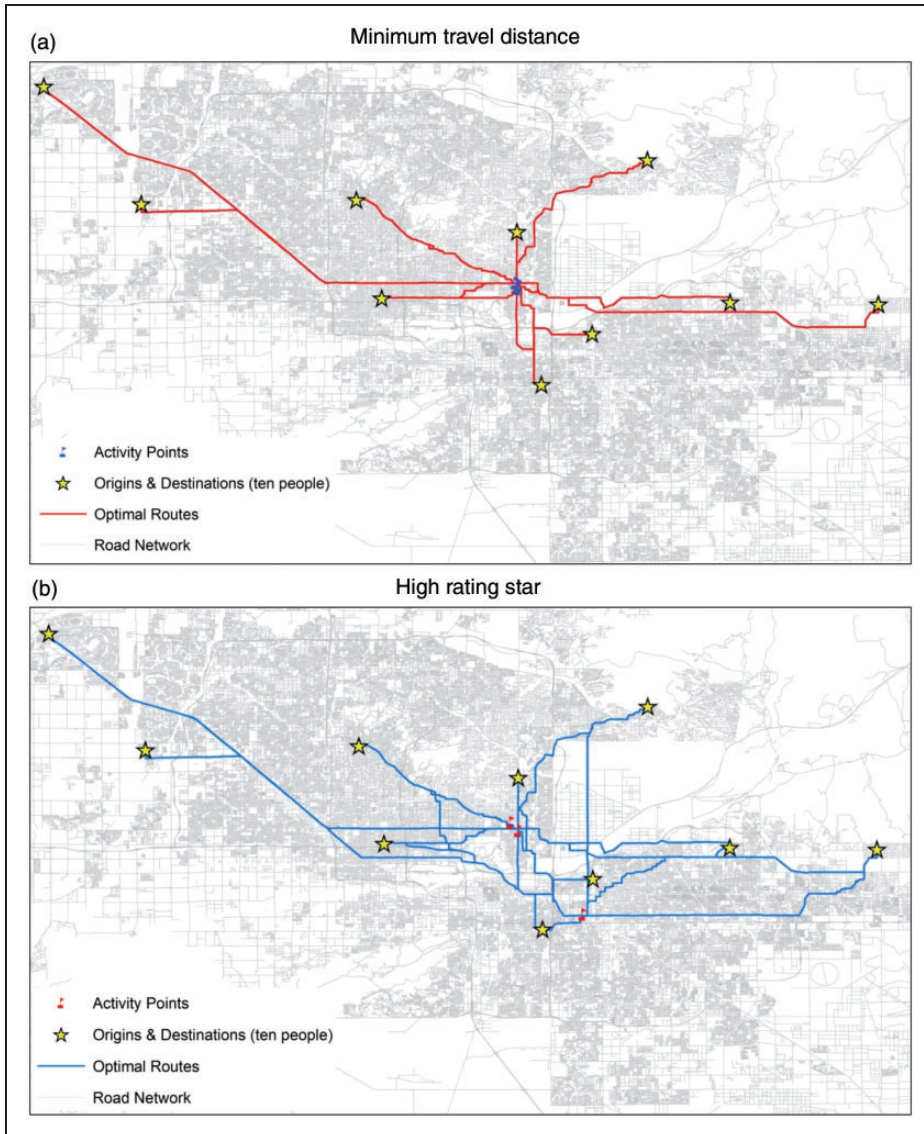 (a)
Minimum travel distance
Activity Points
Origins & Destinations (ten people)
Optimal Routes
Road Network
(b)
High rating star
Activity Points
Origins & Destinations (ten people)
Optimal Routes
Road Network